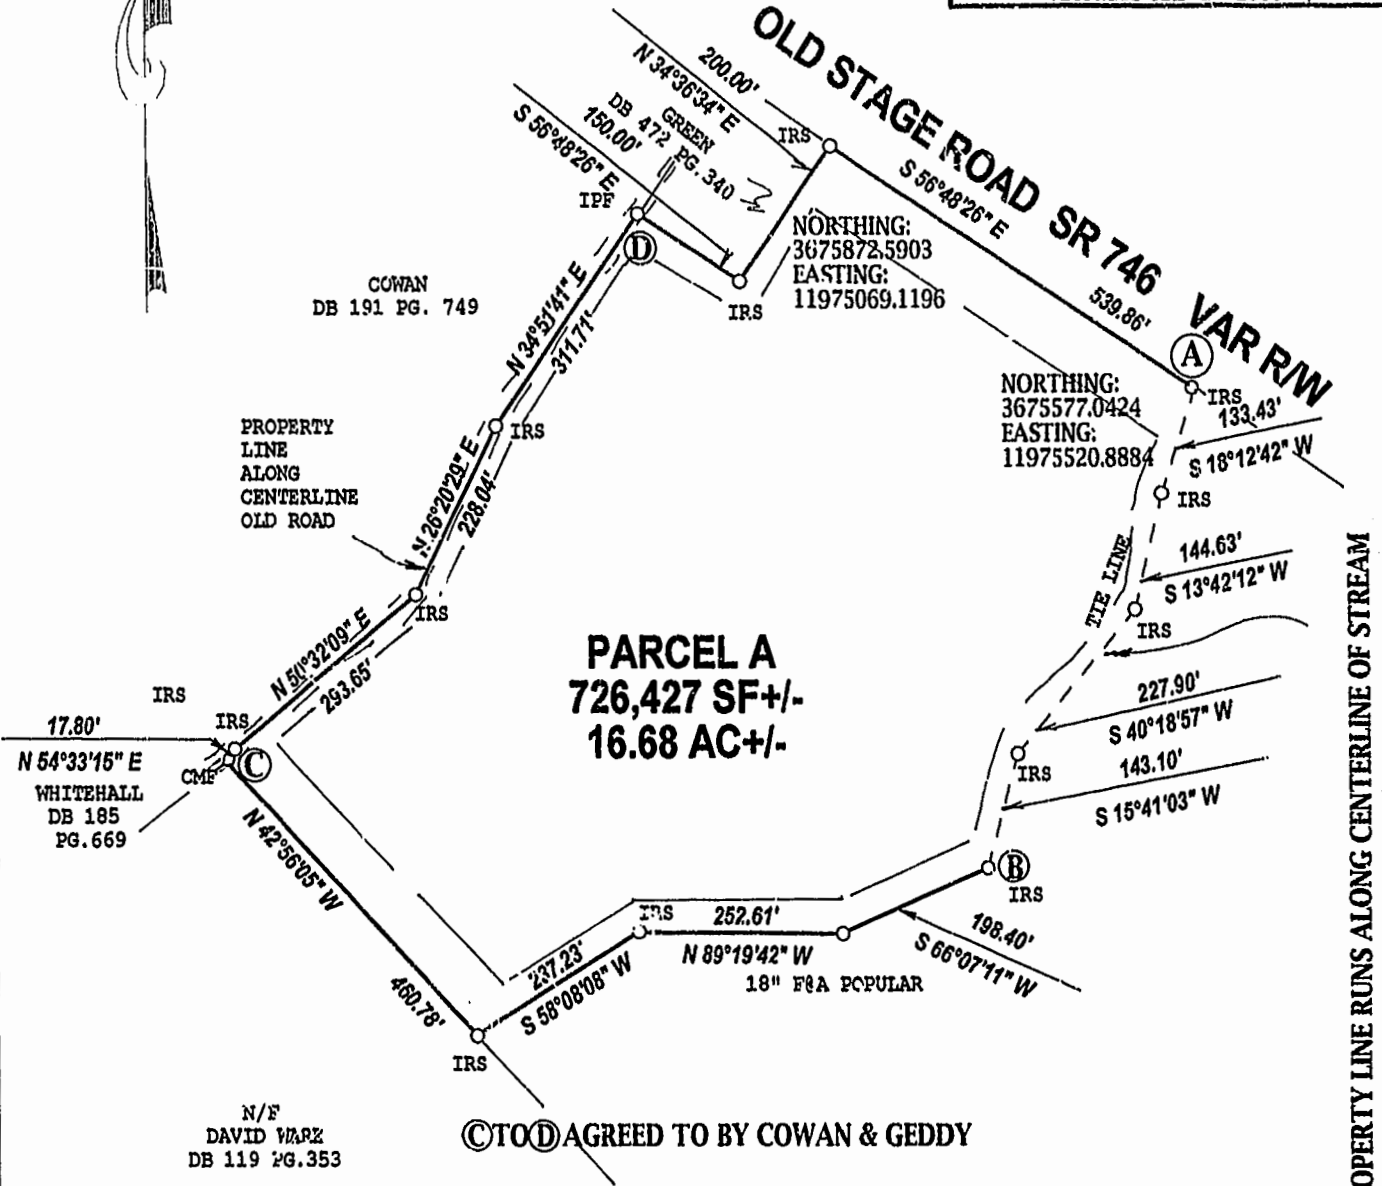 OLD STAGE ROAD SR 746 VAR R/W
200.00'
N 34°36'34" E
GREEN
DB 472 PG.340
150.00'
S 56°48'26" E
IRS
S 56°48'26" E
539.86'
IPF
D
IRS
NORTHING:
3675872.5903
EASTING:
11975069.1196
COWAN
DB 191 PG. 749
N 34°51'41" E
311.71'
A
IRS
NORTHING:
3675577.0424
EASTING:
11975520.8884
133.43'
S 18°12'42" W
IRS
PROPERTY
LINE
ALONG
CENTERLINE
OLD ROAD
IRS
N 26°20'29" E
228.04'
TIE LINE
144.63'
S 13°42'12" W
IRS
IRS
N 50°32'09" E
293.65'
PARCEL A
726,427 SF+/-
16.68 AC+/-
227.90'
S 40°18'57" W
IRS
143.10'
S 15°41'03" W
IRS
IRS
17.80'
N 54°33'15" E
CMF
C
WHITEHALL
DB 185
PG.669
N 42°56'05" W
460.78'
B
IRS
198.40'
S 66°07'11" W
IRS
252.61'
N 89°19'42" W
18" F&A POPULAR
237.23'
S 58°08'08" W
IRS
N/F
DAVID WARE
DB 119 PG.353
C TO D AGREED TO BY COWAN & GEDDY
OPERTY LINE RUNS ALONG CENTERLINE OF STREAM